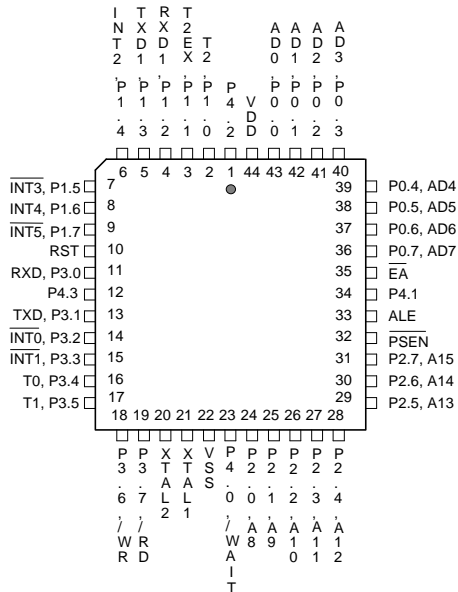 INT2, P1.4
TXD1, P1.3
RXD1, P1.2
T2EX, P1.1
T2, P1.0
P4.2
VDD
AD0, P0.0
AD1, P0.1
AD2, P0.2
AD3, P0.3
6 5 4 3 2 1 44 43 42 41 40
INT3, P1.5 7
INT4, P1.6 8
INT5, P1.7 9
RST 10
RXD, P3.0 11
P4.3 12
TXD, P3.1 13
INT0, P3.2 14
INT1, P3.3 15
T0, P3.4 16
T1, P3.5 17
39 P0.4, AD4
38 P0.5, AD5
37 P0.6, AD6
36 P0.7, AD7
35 EA
34 P4.1
33 ALE
32 PSEN
31 P2.7, A15
30 P2.6, A14
29 P2.5, A13
18 19 20 21 22 23 24 25 26 27 28
P3.6, /WR
P3.7, /RD
XTAL2
XTAL1
VSS
P4.0, /WAIT
P2.0, A8
P2.1, A9
P2.2, A10
P2.3, A11
P2.4, A12